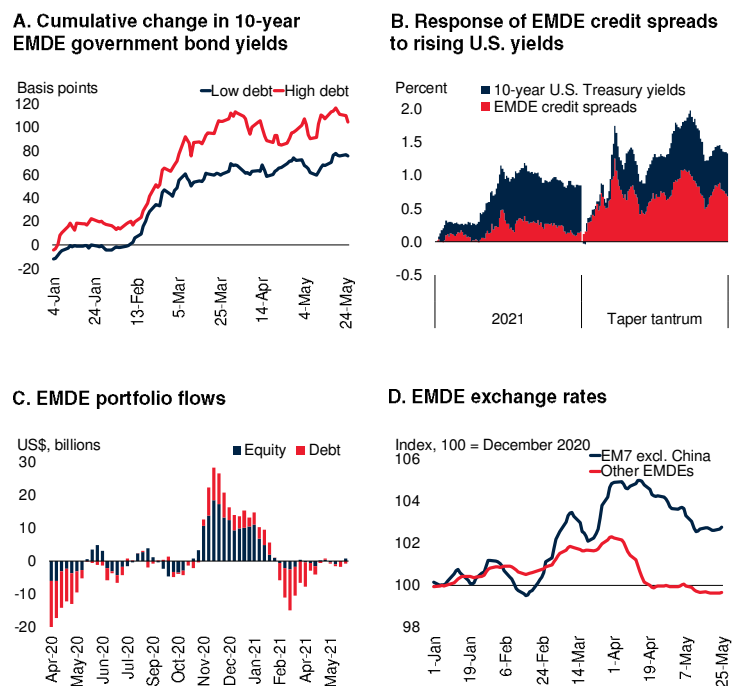 A. Cumulative change in 10-year
EMDE government bond yields
Basis points
Low debt
High debt
120
100
80
60
40
20
0
-20
4-Jan
24-Jan
13-Feb
5-Mar
25-Mar
14-Apr
4-May
24-May
B. Response of EMDE credit spreads
to rising U.S. yields
Percent
10-year U.S. Treasury yields
EMDE credit spreads
2.0
1.5
1.0
0.5
0.0
-0.5
2021
Taper tantrum
C. EMDE portfolio flows
US$, billions
Equity
Debt
30
20
10
0
-10
-20
Apr-20
May-20
Jun-20
Jul-20
Sep-20
Oct-20
Nov-20
Dec-20
Jan-21
Feb-21
Apr-21
May-21
D. EMDE exchange rates
Index, 100 = December 2020
EM7 excl. China
Other EMDEs
106
104
102
100
98
1-Jan
19-Jan
6-Feb
24-Feb
14-Mar
1-Apr
19-Apr
7-May
25-May